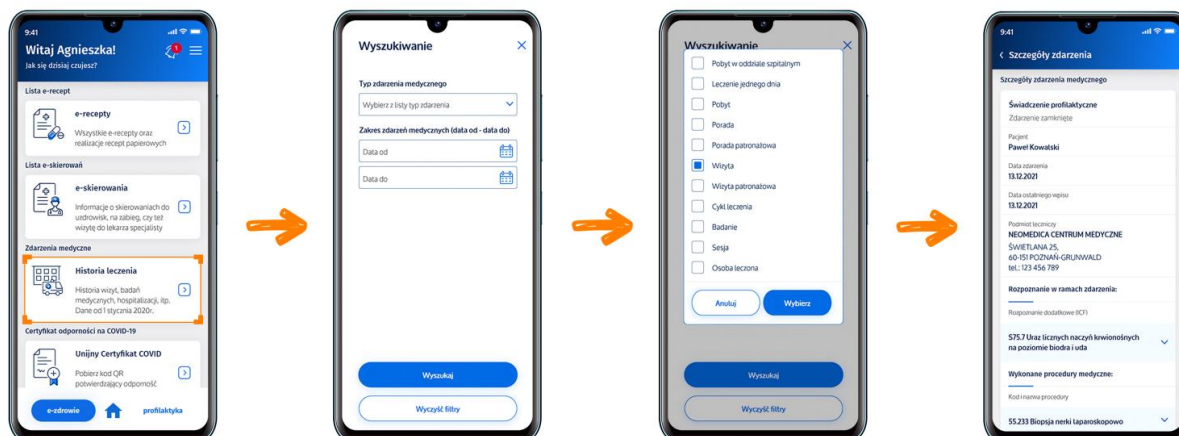 9:41
Witaj Agnieszka!
1
Jak się dzisiaj czujesz?
Lista e-recept
e-recepty
Wszystkie e-recepty oraz
realizacje recept papierowych
Lista e-skierowań
e-skierowania
Informacje o skierowaniach do
uzdrowisk, na zabieg, czy też
wizytę do lekarza specjalisty
Zdarzenia medyczne
Historia leczenia
Historia wizyt, badań
medycznych, hospitalizacji, itp.
Dane od 1 stycznia 2020r.
Certyfikat odporności na COVID-19
Unijny Certyfikat COVID
Pobierz kod QR
potwierdzający odporność
e-zdrowie
profilaktyka
Wyszukiwanie
Typ zdarzenia medycznego
Wybierz z listy typ zdarzenia
Zakres zdarzeń medycznych (data od - data do)
Data od
Data do
Wyszukaj
Wyczyść filtry
Wyszukiwanie
Pobyt w oddziale szpitalnym
Leczenie jednego dnia
Pobyt
Porada
Porada patronażowa
Wizyta
Wizyta patronażowa
Cykl leczenia
Badanie
Sesja
Osoba leczona
Anuluj
Wybierz
Wyszukaj
Wyczyść filtry
9:41
Szczegóły zdarzenia
Szczegóły zdarzenia medycznego
Świadczenie profilaktyczne
Zdarzenie zamknięte
Pacjent
Paweł Kowalski
Data zdarzenia
13.12.2021
Data ostatniego wpisu
13.12.2021
Podmiot leczniczy
NEOMEDICA CENTRUM MEDYCZNE
ŚWIETLANA 25,
60-151 POZNAŃ-GRUNWALD
tel.: 123 456 789
Rozpoznanie w ramach zdarzenia:
Rozpoznanie dodatkowe (ICF)
S75.7 Uraz licznych naczyń krwionośnych
na poziomie biodra i uda
Wykonane procedury medyczne:
Kod i nazwa procedury
55.233 Biopsja nerki laparoskopowo